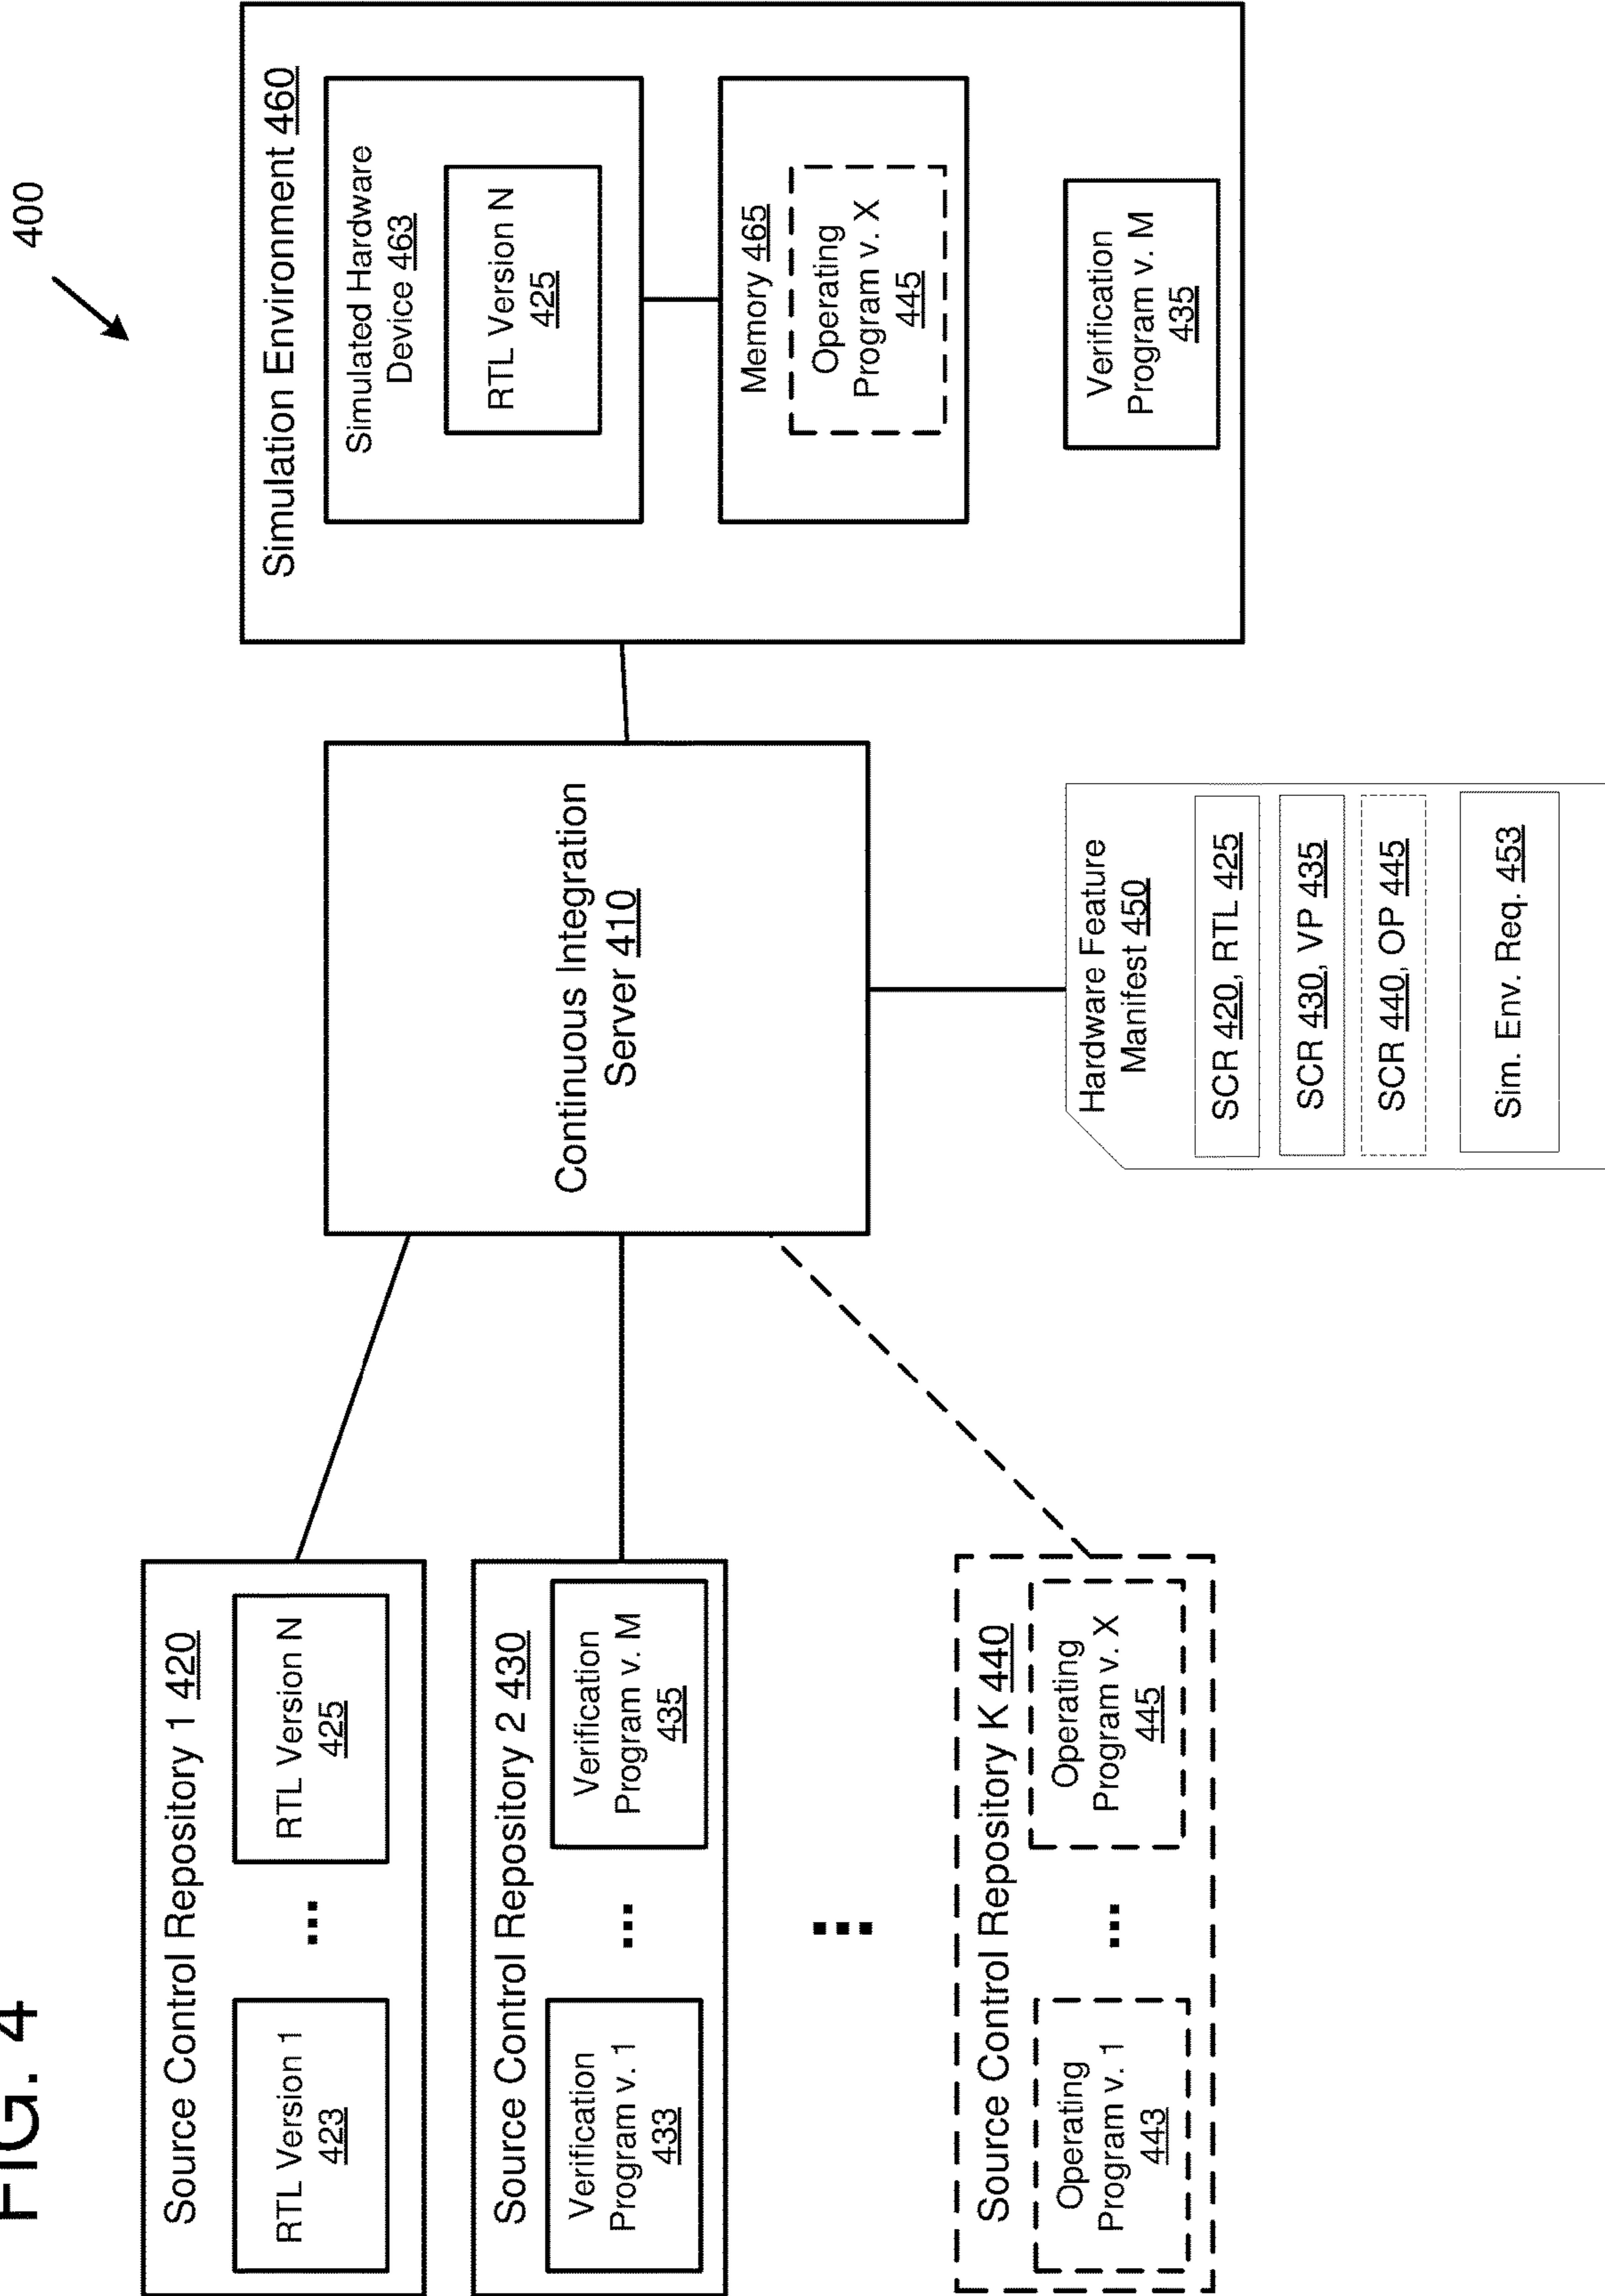 FIG. 4
400
Source Control Repository 1 420
RTL Version 1
423
...
RTL Version N
425
Source Control Repository 2 430
Verification
Program v. 1
433
...
Verification
Program v. M
435
...
Source Control Repository K 440
Operating
Program v. 1
443
...
Operating
Program v. X
445
Continuous Integration
Server 410
Hardware Feature
Manifest 450
SCR 420, RTL 425
SCR 430, VP 435
SCR 440, OP 445
Sim. Env. Req. 453
Simulation Environment 460
Simulated Hardware
Device 463
RTL Version N
425
Memory 465
Operating
Program v. X
445
Verification
Program v. M
435